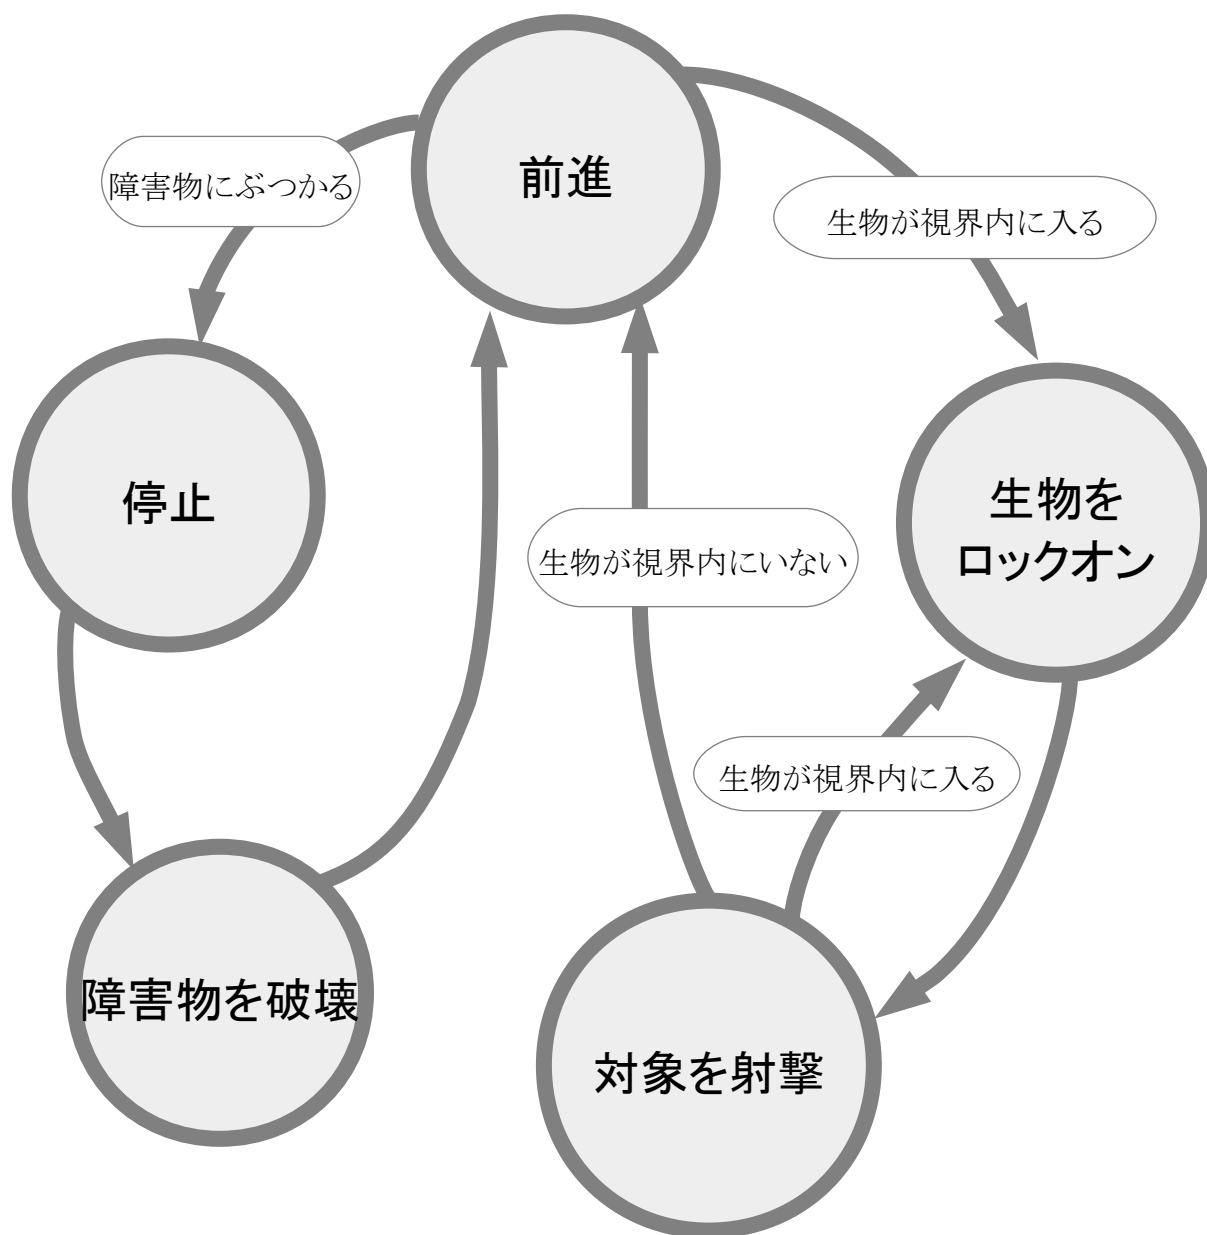 前進
障害物にぶつかる
生物が視界内に入る
停止
生物を
ロックオン
生物が視界内にいない
生物が視界内に入る
障害物を破壊
対象を射撃